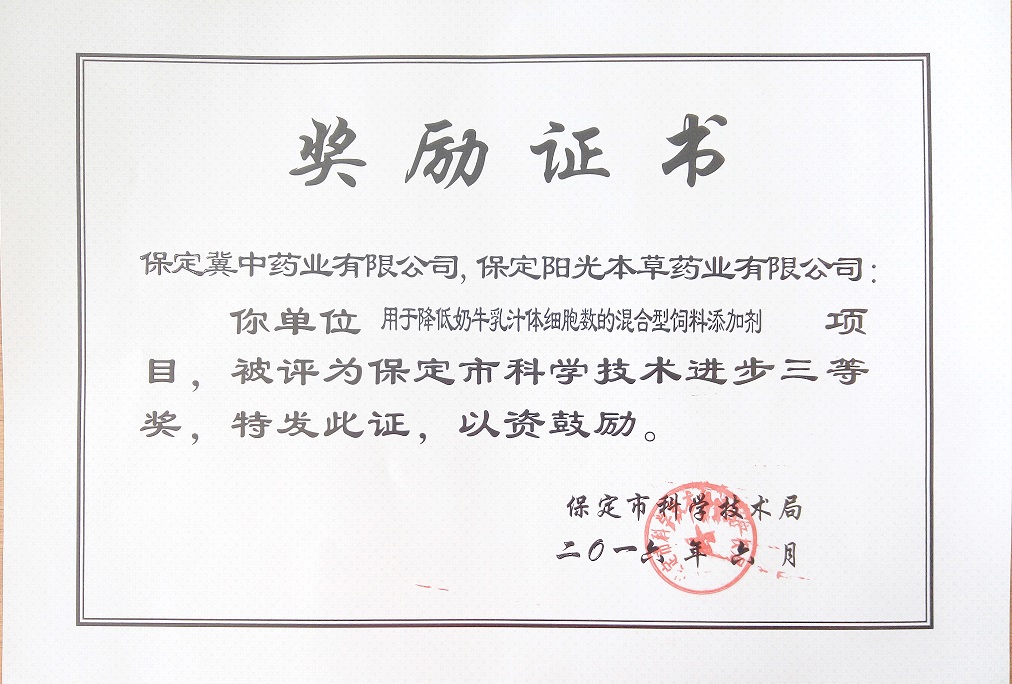 奖励证书
保定冀中药业有限公司,保定阳光本草药业有限公司:
你单位 用于降低奶牛乳汁体细胞数的混合型饲料添加剂 项
目，被评为保定市科学技术进步三等
奖，特发此证，以资鼓励。
保定市科学技术局
二〇一六年六月